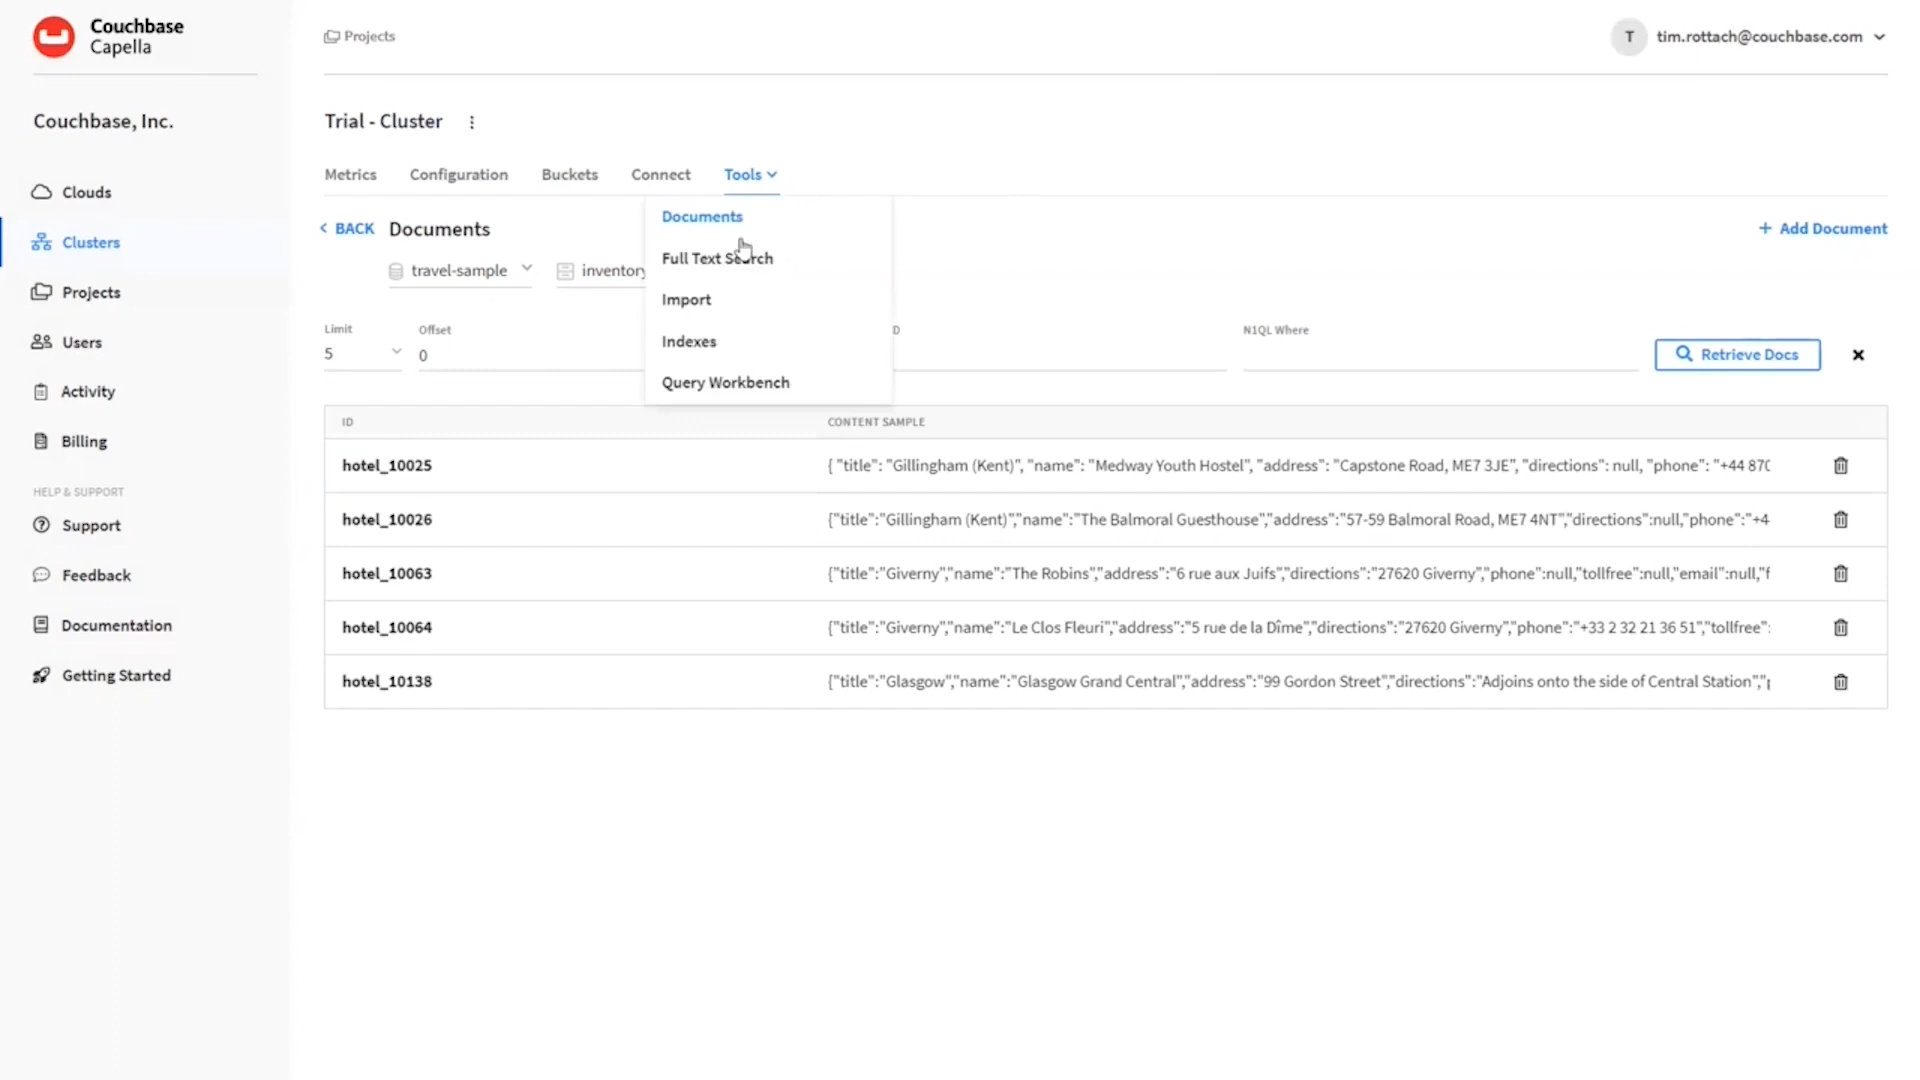 Couchbase
Capella
Projects
T tim.rottach@couchbase.com
Couchbase, Inc.
Trial - Cluster
Metrics Configuration Buckets Connect Tools
Clouds
Clusters
Projects
Users
Activity
Billing
HELP & SUPPORT
Support
Feedback
Documentation
Getting Started
BACK Documents
+ Add Document
travel-sample inventory
Documents
Full Text Search
Import
Indexes
Query Workbench
Limit Offset D N1QL Where
5 0 Retrieve Docs
ID CONTENT SAMPLE
hotel_10025 { "title": "Gillingham (Kent)", "name": "Medway Youth Hostel", "address": "Capstone Road, ME7 3JE", "directions": null, "phone": "+44 870
hotel_10026 {"title":"Gillingham (Kent)","name":"The Balmoral Guesthouse","address":"57-59 Balmoral Road, ME7 4NT","directions":null,"phone":"+4
hotel_10063 {"title":"Giverny","name":"The Robins","address":"6 rue aux Juifs","directions":"27620 Giverny","phone":null,"tollfree":null,"email":null,"f
hotel_10064 {"title":"Giverny","name":"Le Clos Fleuri","address":"5 rue de la Dîme","directions":"27620 Giverny","phone":"+33 2 32 21 36 51","tollfree":
hotel_10138 {"title":"Glasgow","name":"Glasgow Grand Central","address":"99 Gordon Street","directions":"Adjoins onto the side of Central Station","p